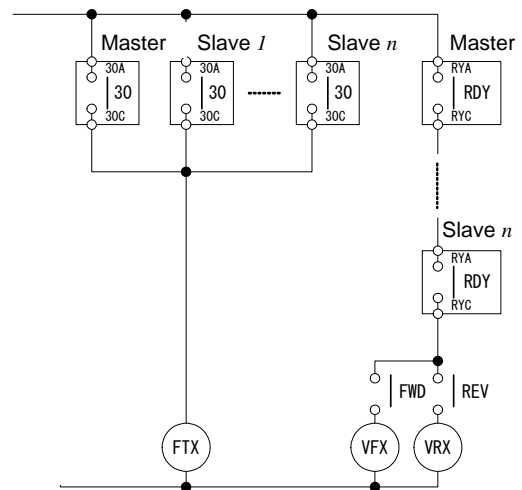 Master Slave 1 Slave n Master
30A 30A 30A RYA
30 30 30 RDY
30C 30C 30C RYC
Slave n
RYA
RDY
RYC
FWD REV
FTX VFX VRX